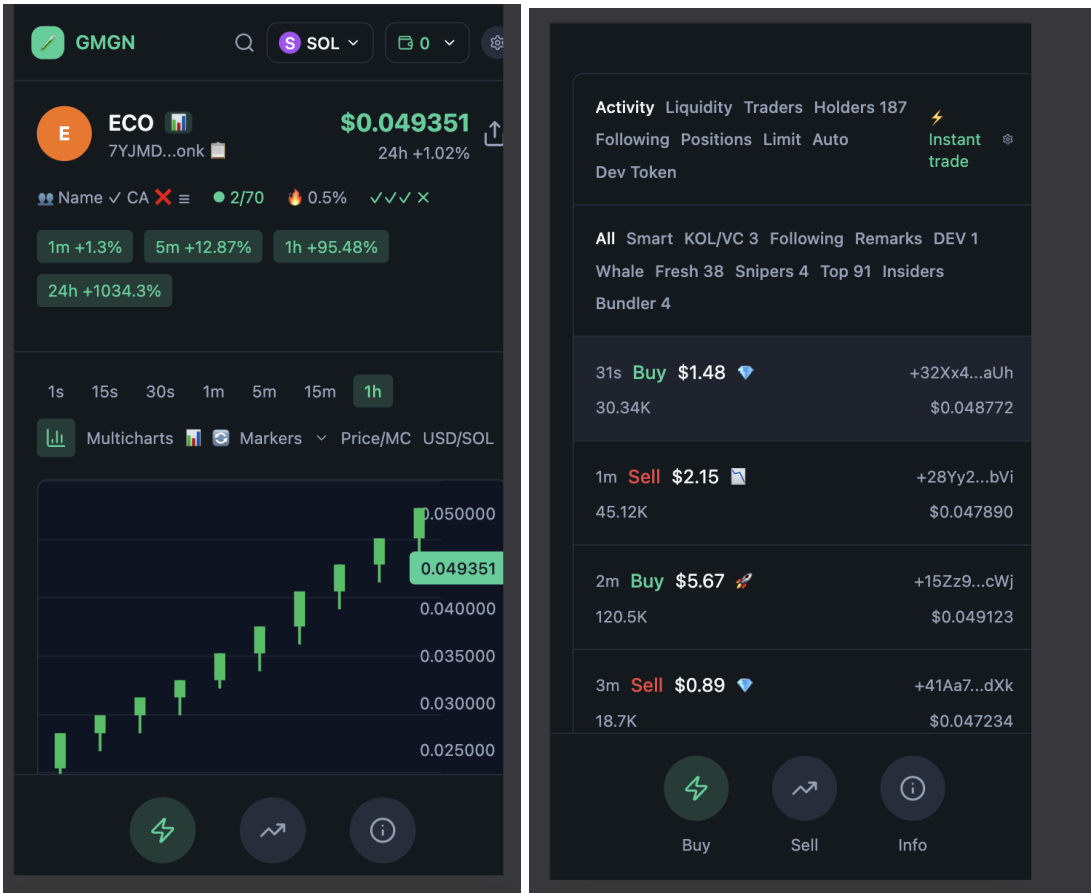 GMGN
S SOL
0
E
ECO
$0.049351
7YJMD...onk
24h +1.02%
Name ✓ CA ❌ ≡
2/70
0.5%
✓✓✓✕
1m +1.3%
5m +12.87%
1h +95.48%
24h +1034.3%
1s 15s 30s 1m 5m 15m 1h
Multicharts Markers Price/MC USD/SOL
0.050000
0.049351
0.040000
0.035000
0.030000
0.025000
Activity Liquidity Traders Holders 187
Following Positions Limit Auto
Dev Token
Instant
trade
All Smart KOL/VC 3 Following Remarks DEV 1
Whale Fresh 38 Snipers 4 Top 91 Insiders
Bundler 4
31s Buy $1.48 +32Xx4...aUh
30.34K $0.048772
1m Sell $2.15 +28Yy2...bVi
45.12K $0.047890
2m Buy $5.67 +15Zz9...cWj
120.5K $0.049123
3m Sell $0.89 +41Aa7...dXk
18.7K $0.047234
Buy Sell Info